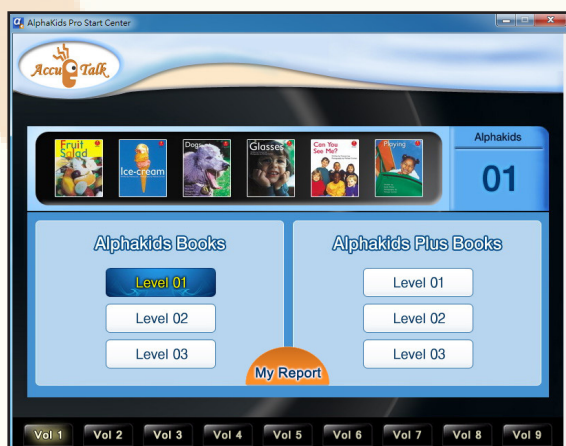 AlphaKids Pro Start Center
Accu Talk
Fruit Salad
Ice-cream
Dogs
Glasses
Can You See Me?
Playing
Alphakids
01
Alphakids Books
Alphakids Plus Books
Level 01
Level 01
Level 02
Level 02
Level 03
Level 03
My Report
Vol 1 Vol 2 Vol 3 Vol 4 Vol 5 Vol 6 Vol 7 Vol 8 Vol 9